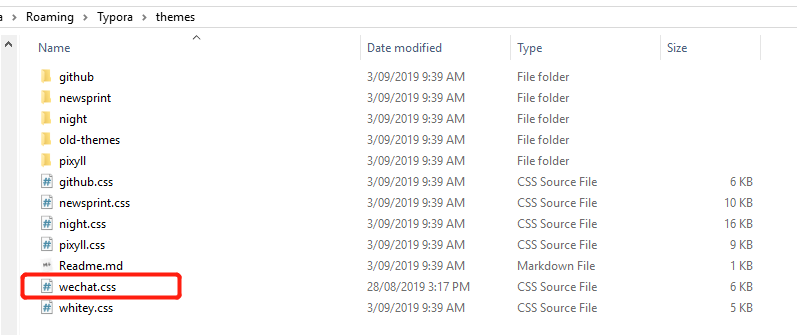 a > Roaming > Typora > themes
Name Date modified Type Size
github 3/09/2019 9:39 AM File folder
newsprint 3/09/2019 9:39 AM File folder
night 3/09/2019 9:39 AM File folder
old-themes 3/09/2019 9:39 AM File folder
pixyll 3/09/2019 9:39 AM File folder
github.css 3/09/2019 9:39 AM CSS Source File 6 KB
newsprint.css 3/09/2019 9:39 AM CSS Source File 10 KB
night.css 3/09/2019 9:39 AM CSS Source File 16 KB
pixyll.css 3/09/2019 9:39 AM CSS Source File 9 KB
Readme.md 3/09/2019 9:39 AM Markdown File 1 KB
wechat.css 28/08/2019 3:17 PM CSS Source File 6 KB
whitey.css 3/09/2019 9:39 AM CSS Source File 5 KB